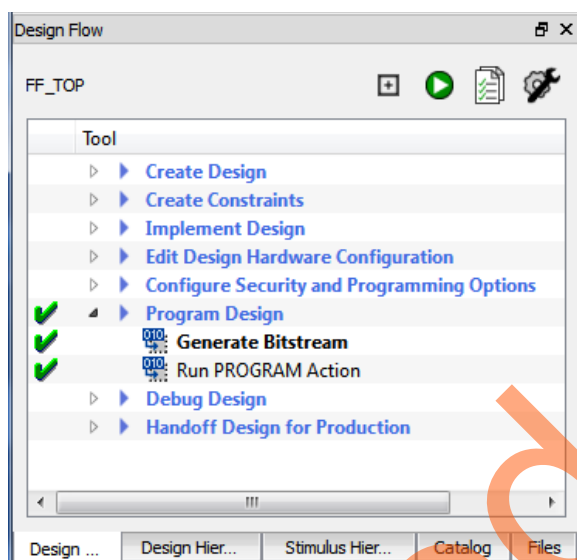 Design Flow
FF_TOP
Tool
Create Design
Create Constraints
Implement Design
Edit Design Hardware Configuration
Configure Security and Programming Options
Program Design
Generate Bitstream
Run PROGRAM Action
Debug Design
Handoff Design for Production
Design ... Design Hier... Stimulus Hier... Catalog Files